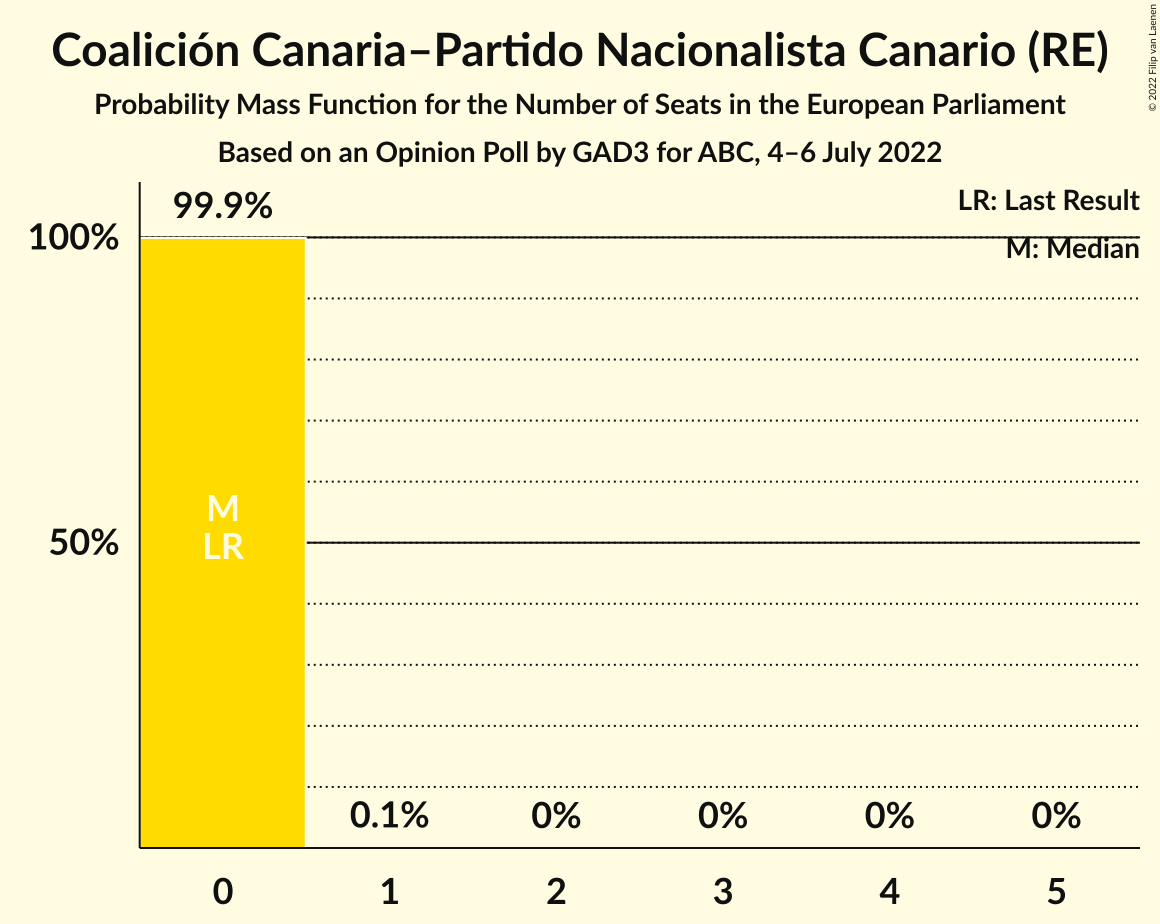 Coalición Canaria–Partido Nacionalista Canario (RE)
Probability Mass Function for the Number of Seats in the European Parliament
Based on an Opinion Poll by GAD3 for ABC, 4–6 July 2022
© 2022 Filip van Laenen
LR: Last Result
M: Median
99.9%
100%
M
LR
50%
0.1% 0% 0% 0% 0%
0 1 2 3 4 5